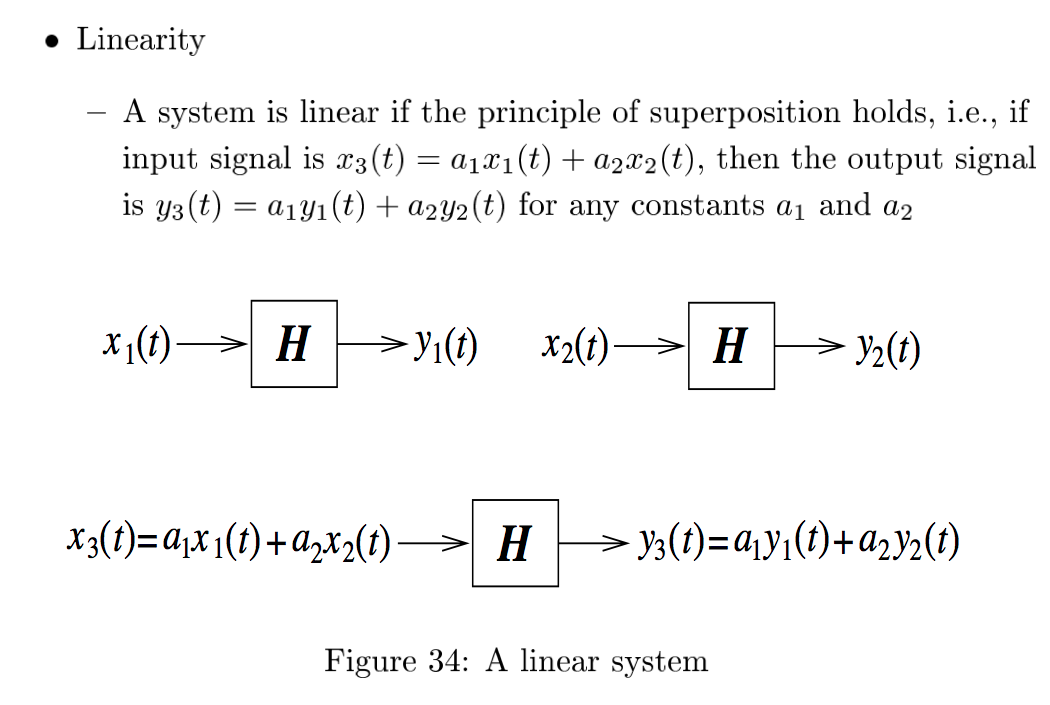 • Linearity
– A system is linear if the principle of superposition holds, i.e., if
input signal is x₃(t) = a₁x₁(t) + a₂x₂(t), then the output signal
is y₃(t) = a₁y₁(t) + a₂y₂(t) for any constants a₁ and a₂
x₁(t) H y₁(t) x₂(t) H y₂(t)
x₃(t)=a₁x₁(t)+a₂x₂(t) H y₃(t)=a₁y₁(t)+a₂y₂(t)
Figure 34: A linear system